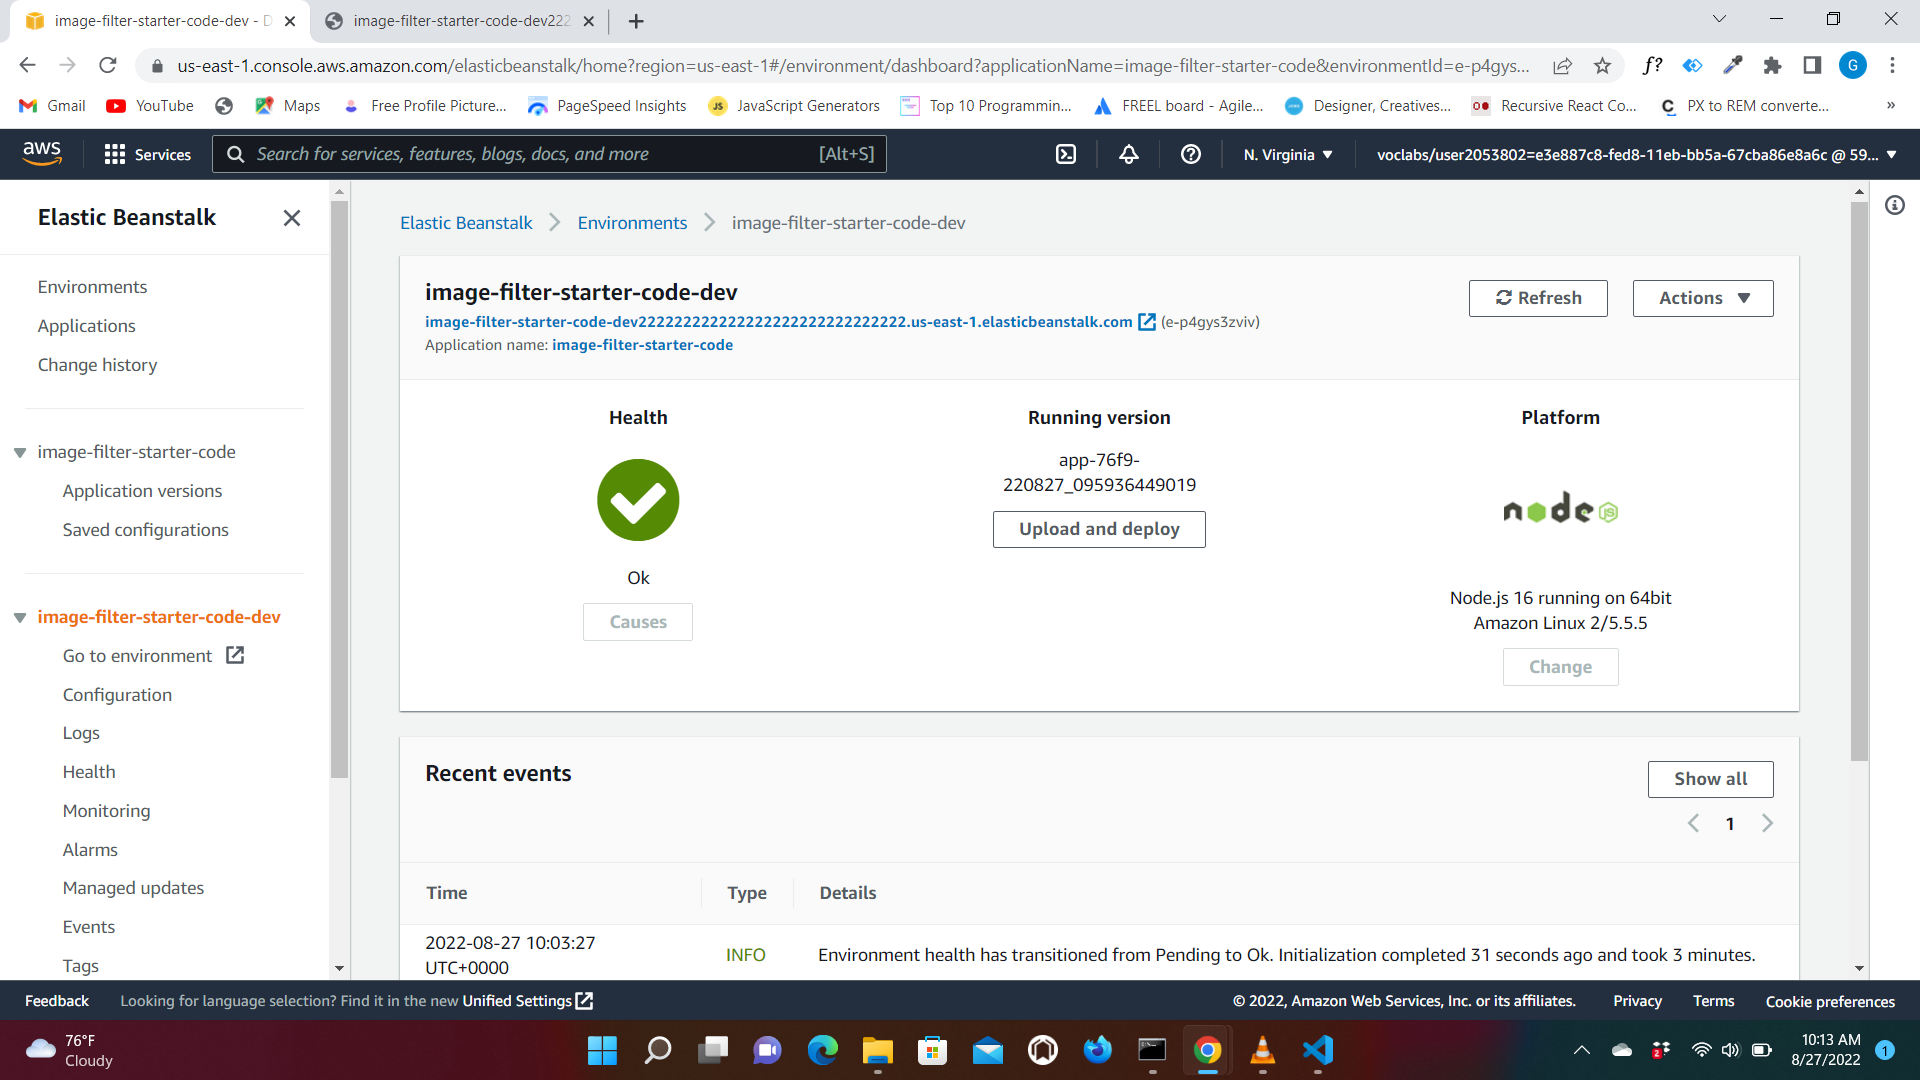 image-filter-starter-code-dev - D
image-filter-starter-code-dev222
us-east-1.console.aws.amazon.com/elasticbeanstalk/home?region=us-east-1#/environment/dashboard?applicationName=image-filter-starter-code&environmentId=e-p4gys...
f?
G
Gmail
YouTube
Maps
Free Profile Picture...
PageSpeed Insights
JS
JavaScript Generators
Top 10 Programmin...
FREEL board - Agile...
Designer, Creatives...
Recursive React Co...
PX to REM converte...
»
aws
Services
Search for services, features, blogs, docs, and more
[Alt+S]
N. Virginia
voclabs/user2053802=e3e887c8-fed8-11eb-bb5a-67cba86e8a6c @ 59...
Elastic Beanstalk
Environments
Applications
Change history
image-filter-starter-code
Application versions
Saved configurations
image-filter-starter-code-dev
Go to environment
Configuration
Logs
Health
Monitoring
Alarms
Managed updates
Events
Tags
Elastic Beanstalk
Environments
image-filter-starter-code-dev
image-filter-starter-code-dev
(e-p4gys3zviv)
Application name: image-filter-starter-code
Refresh
Actions
Health
Ok
Causes
Running version
app-76f9-
220827_095936449019
Upload and deploy
Platform
node
JS
Node.js 16 running on 64bit
Amazon Linux 2/5.5.5
Change
Recent events
Show all
1
Time
Type
Details
2022-08-27 10:03:27
UTC+0000
INFO
Environment health has transitioned from Pending to Ok. Initialization completed 31 seconds ago and took 3 minutes.
Feedback
Looking for language selection? Find it in the new Unified Settings
© 2022, Amazon Web Services, Inc. or its affiliates.
Privacy
Terms
Cookie preferences
76°F
Cloudy
2
10:13 AM
8/27/2022
1